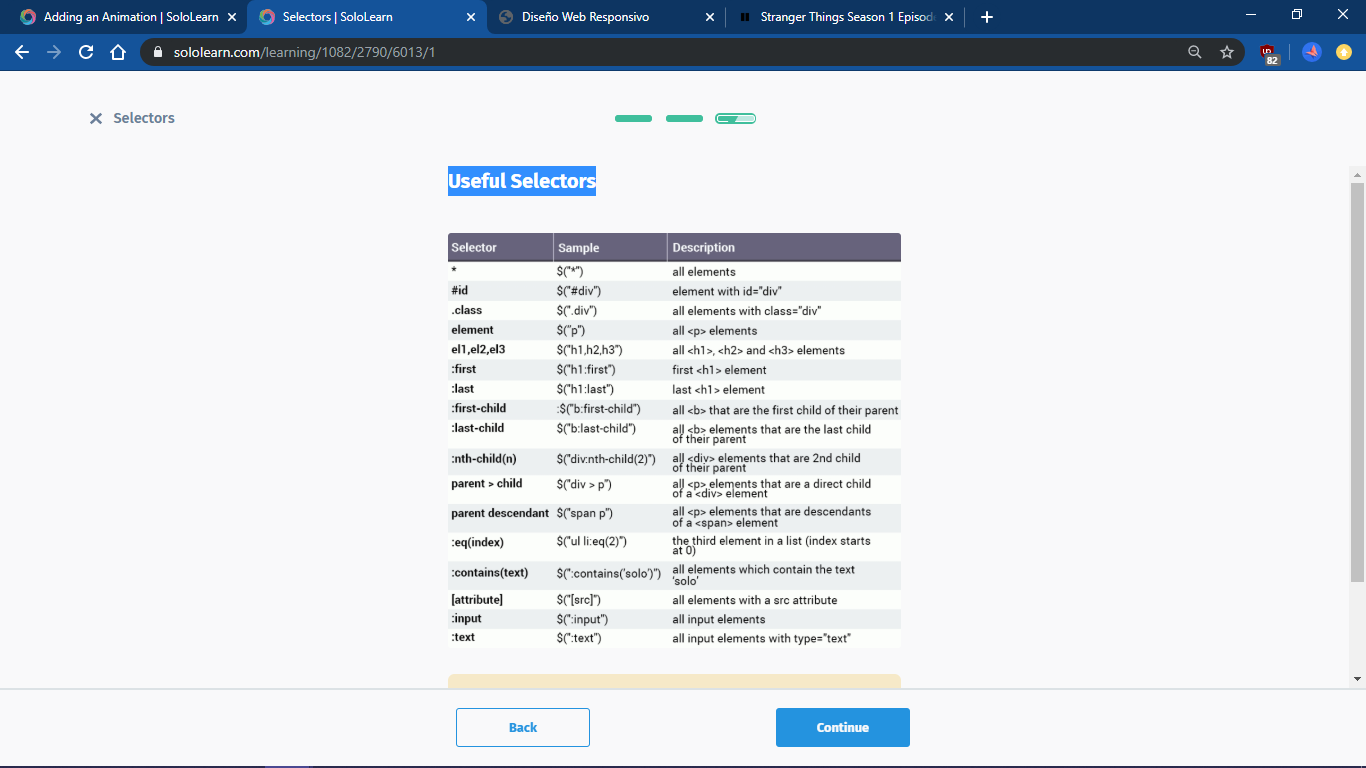 Adding an Animation | SoloLearn
Selectors | SoloLearn
Diseño Web Responsivo
Stranger Things Season 1 Episod
sololearn.com/learning/1082/2790/6013/1
82
Selectors
Useful Selectors
Selector Sample Description
* $("*") all elements
#id $("#div") element with id="div"
.class $(".div") all elements with class="div"
element $("p") all <p> elements
el1,el2,el3 $("h1,h2,h3") all <h1>, <h2> and <h3> elements
:first $("h1:first") first <h1> element
:last $("h1:last") last <h1> element
:first-child :$("b:first-child") all <b> that are the first child of their parent
:last-child $("b:last-child") all <b> elements that are the last child
of their parent
:nth-child(n) $("div:nth-child(2)") all <div> elements that are 2nd child
of their parent
parent > child $("div > p") all <p> elements that are a direct child
of a <div> element
parent descendant $("span p") all <p> elements that are descendants
of a <span> element
:eq(index) $("ul li:eq(2)") the third element in a list (index starts
at 0)
:contains(text) $(":contains('solo')") all elements which contain the text
'solo'
[attribute] $("[src]") all elements with a src attribute
:input $(":input") all input elements
:text $(":text") all input elements with type="text"
Back
Continue